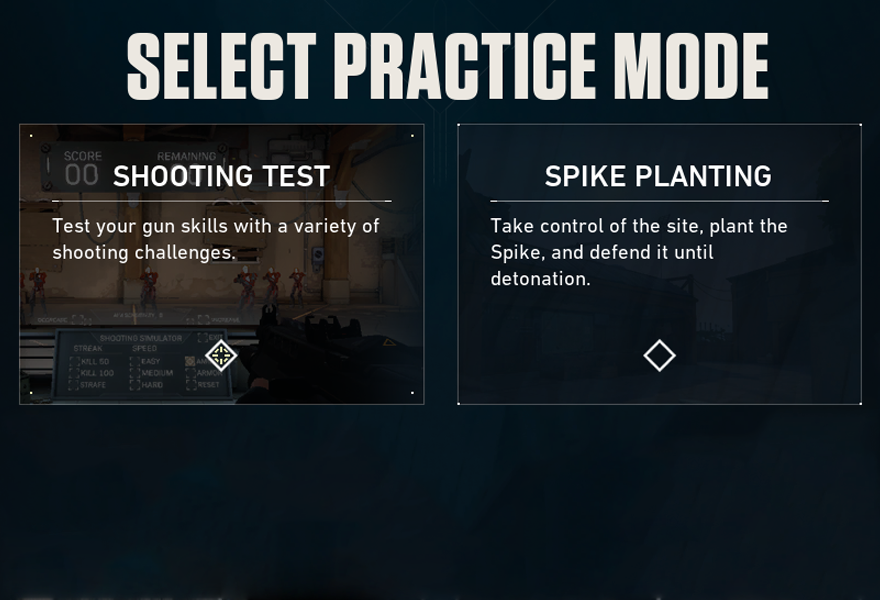 SELECT PRACTICE MODE
SCORE
REMAINING
00
SHOOTING TEST
Test your gun skills with a variety of
shooting challenges.
SHOOTING SIMULATOR
STREAK
SPEED
KILL 50
EASY
KILL 100
MEDIUM
ARMOR
STRAFE
HARD
RESET
SPIKE PLANTING
Take control of the site, plant the
Spike, and defend it until
detonation.